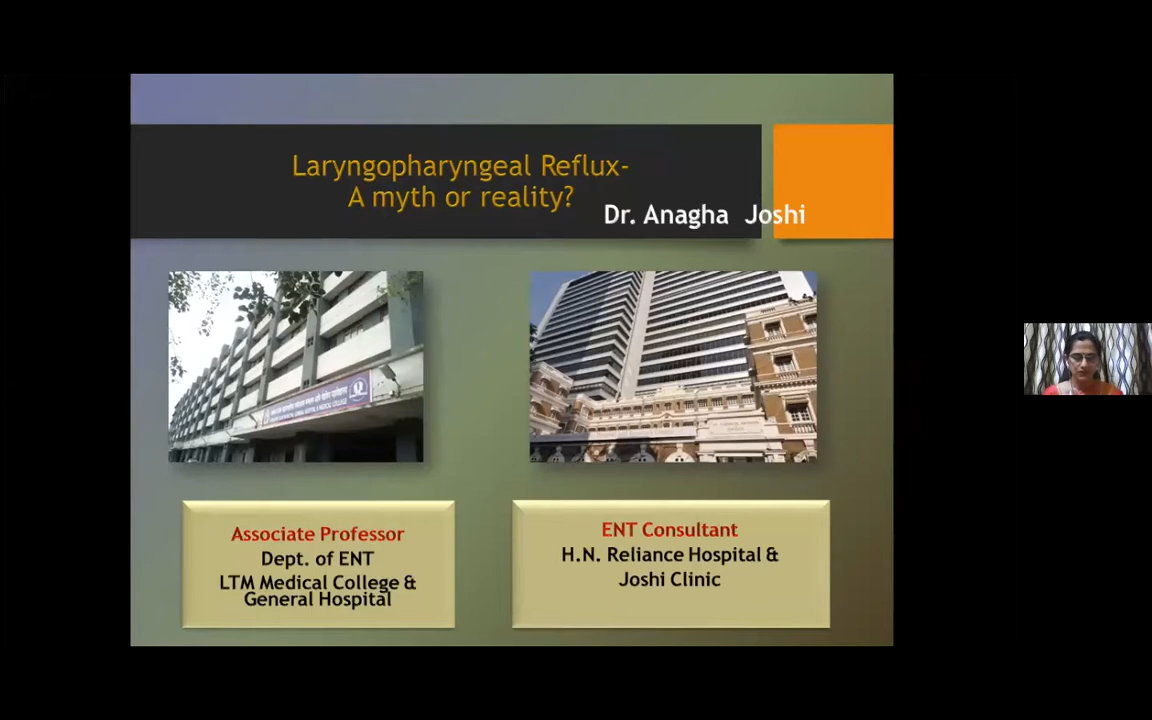 Laryngopharyngeal Reflux-
A myth or reality?
Dr. Anagha Joshi
Associate Professor
Dept. of ENT
LTM Medical College &
General Hospital
ENT Consultant
H.N. Reliance Hospital &
Joshi Clinic